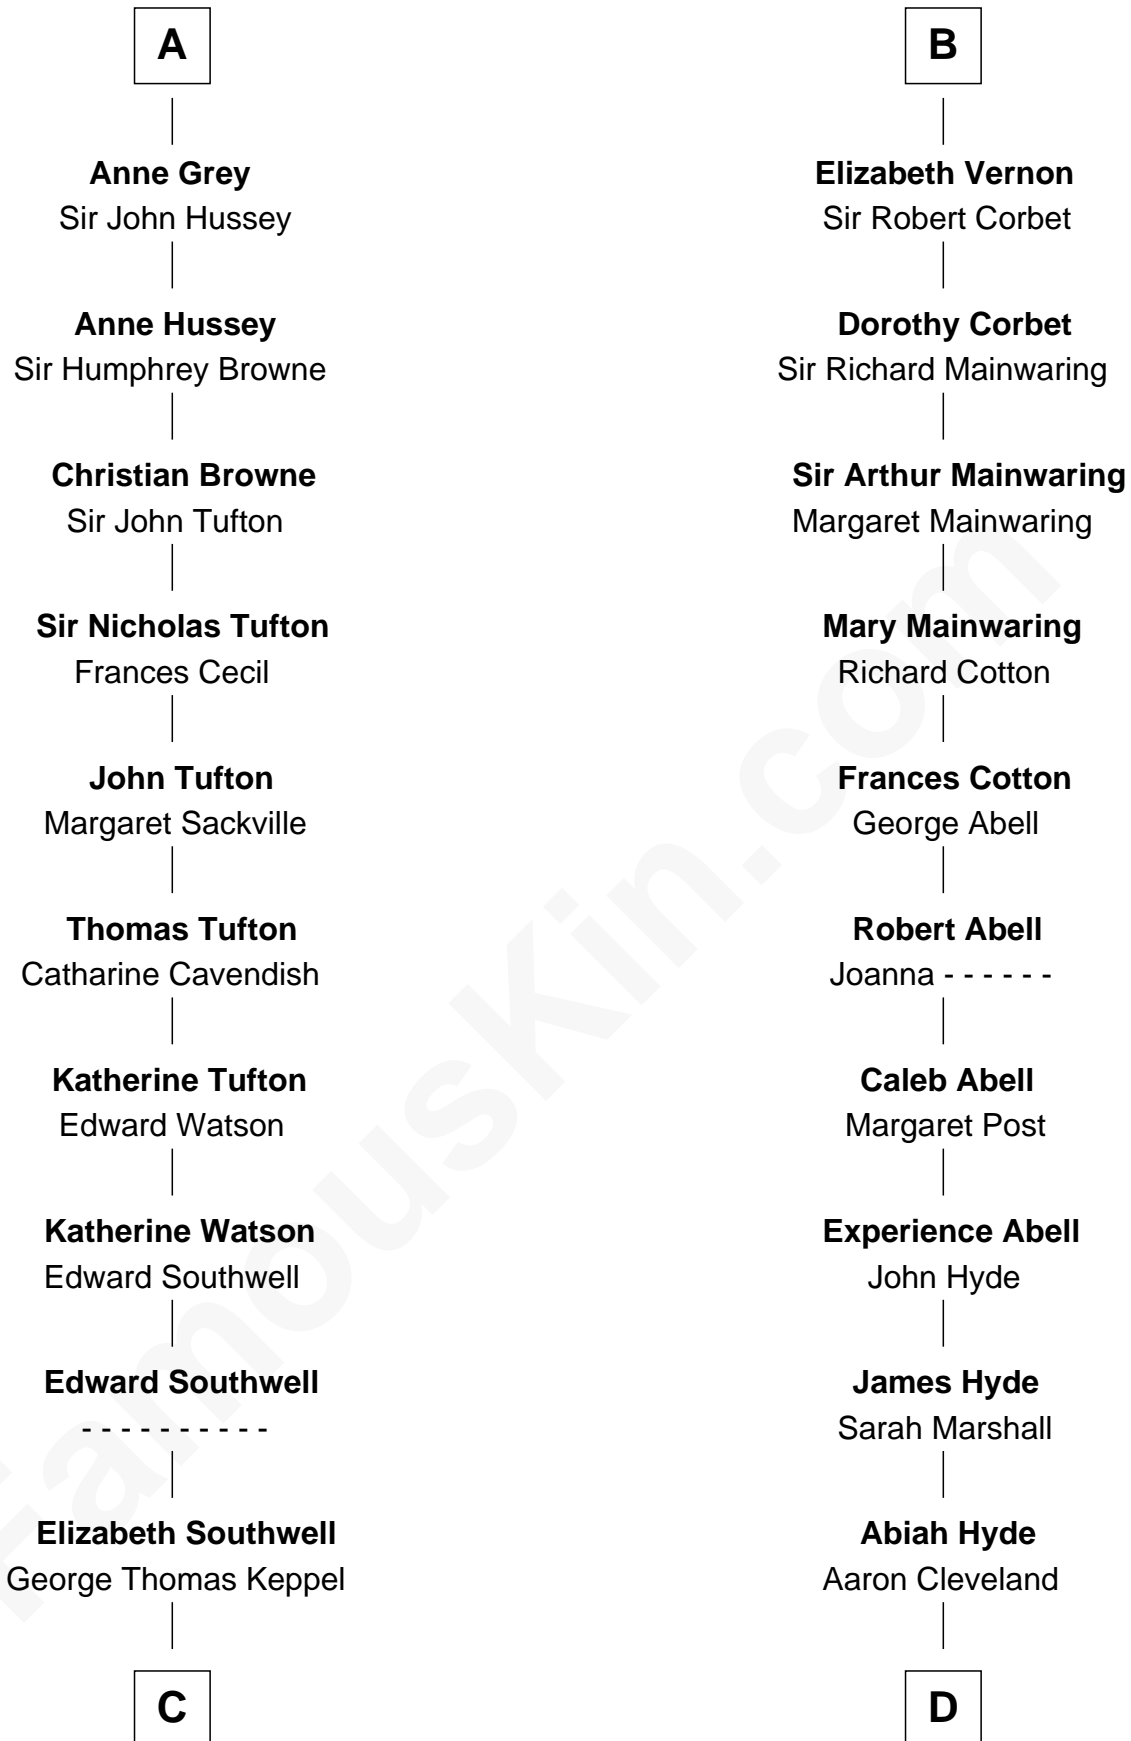 A
Anne Grey
Sir John Hussey
Anne Hussey
Sir Humphrey Browne
Christian Browne
Sir John Tufton
Sir Nicholas Tufton
Frances Cecil
John Tufton
Margaret Sackville
Thomas Tufton
Catharine Cavendish
Katherine Tufton
Edward Watson
Katherine Watson
Edward Southwell
Edward Southwell
- - - - - - - - - -
Elizabeth Southwell
George Thomas Keppel
C
B
Elizabeth Vernon
Sir Robert Corbet
Dorothy Corbet
Sir Richard Mainwaring
Sir Arthur Mainwaring
Margaret Mainwaring
Mary Mainwaring
Richard Cotton
Frances Cotton
George Abell
Robert Abell
Joanna - - - - - -
Caleb Abell
Margaret Post
Experience Abell
John Hyde
James Hyde
Sarah Marshall
Abiah Hyde
Aaron Cleveland
D
FamousKin.com